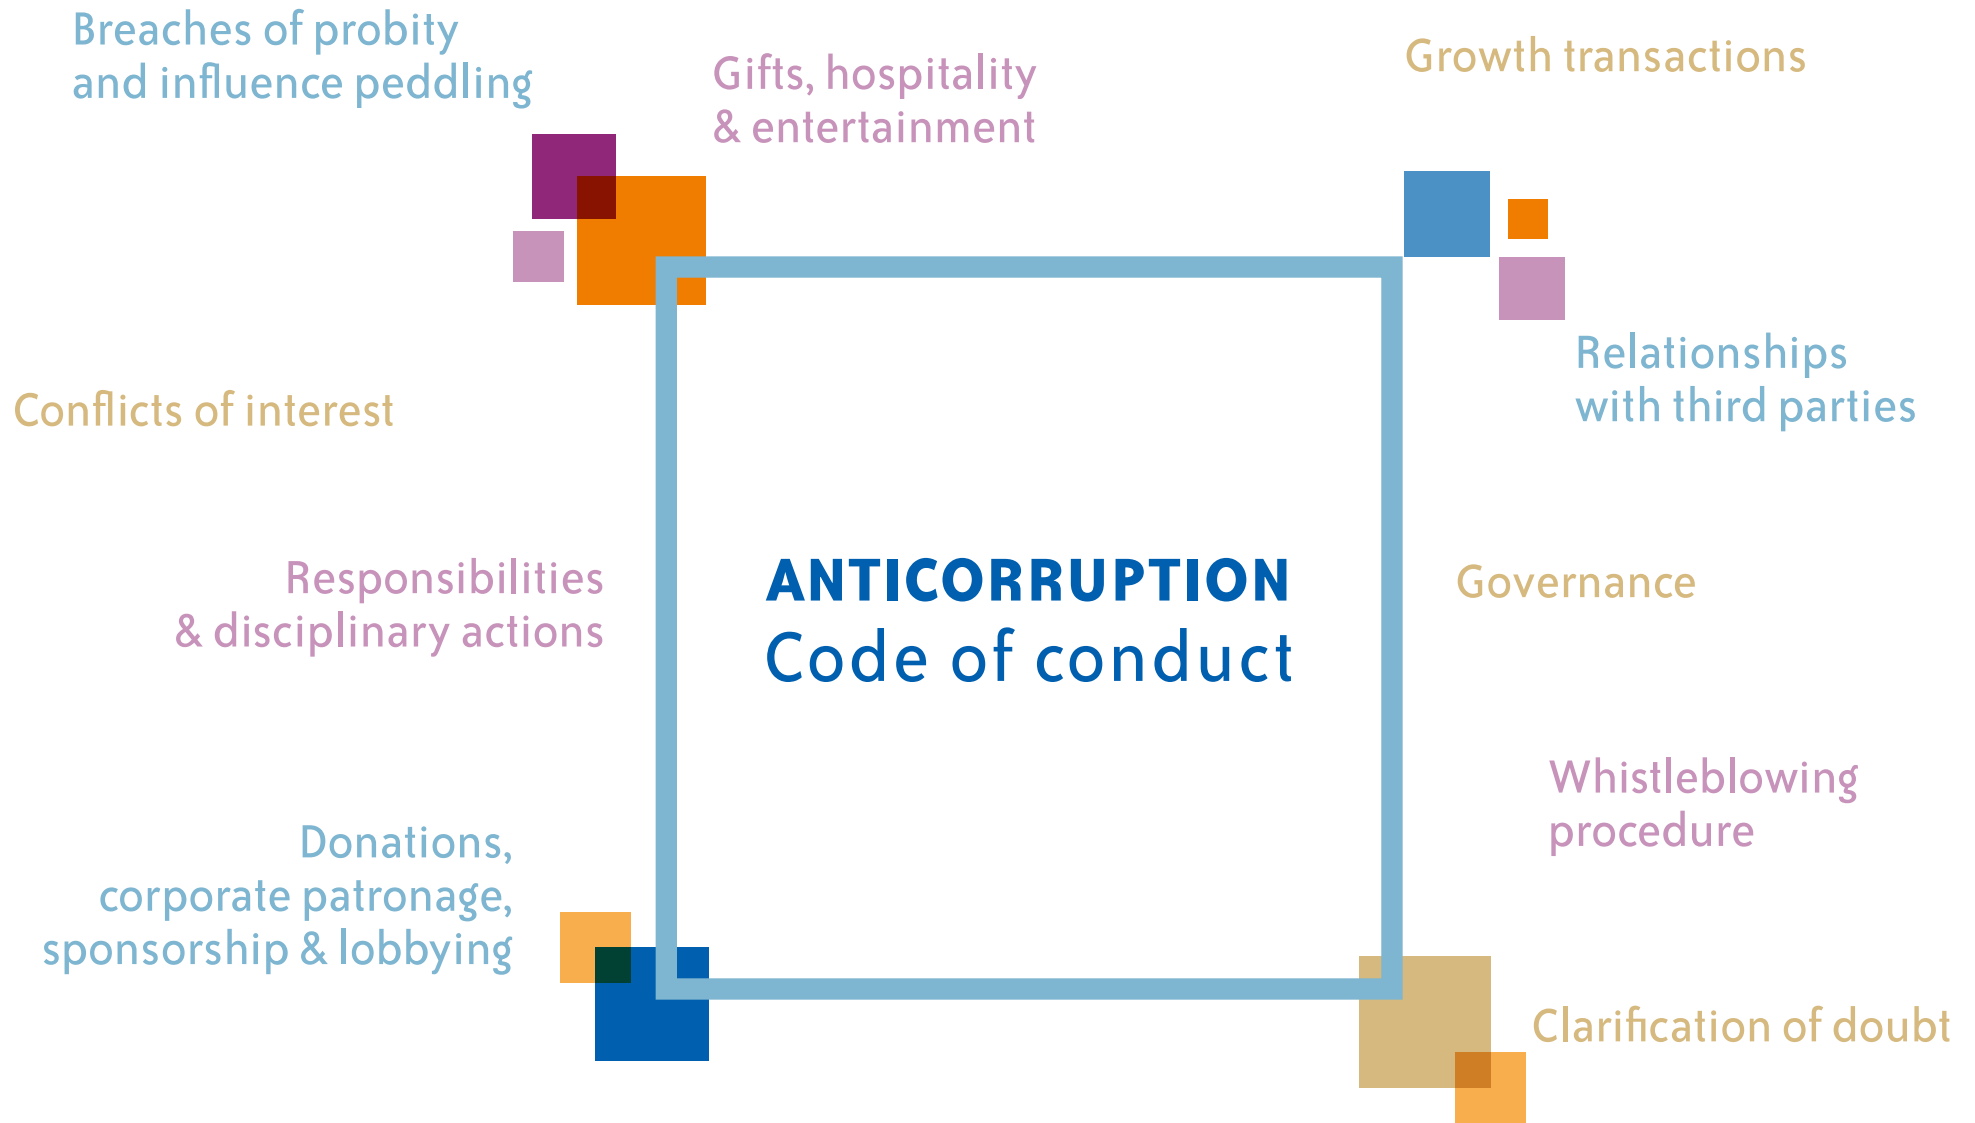 Breaches of probity
and influence peddling
Gifts, hospitality
& entertainment
Growth transactions
Relationships
with third parties
Conflicts of interest
Responsibilities
& disciplinary actions
ANTICORRUPTION
Code of conduct
Governance
Whistleblowing
procedure
Donations,
corporate patronage,
sponsorship & lobbying
Clarification of doubt